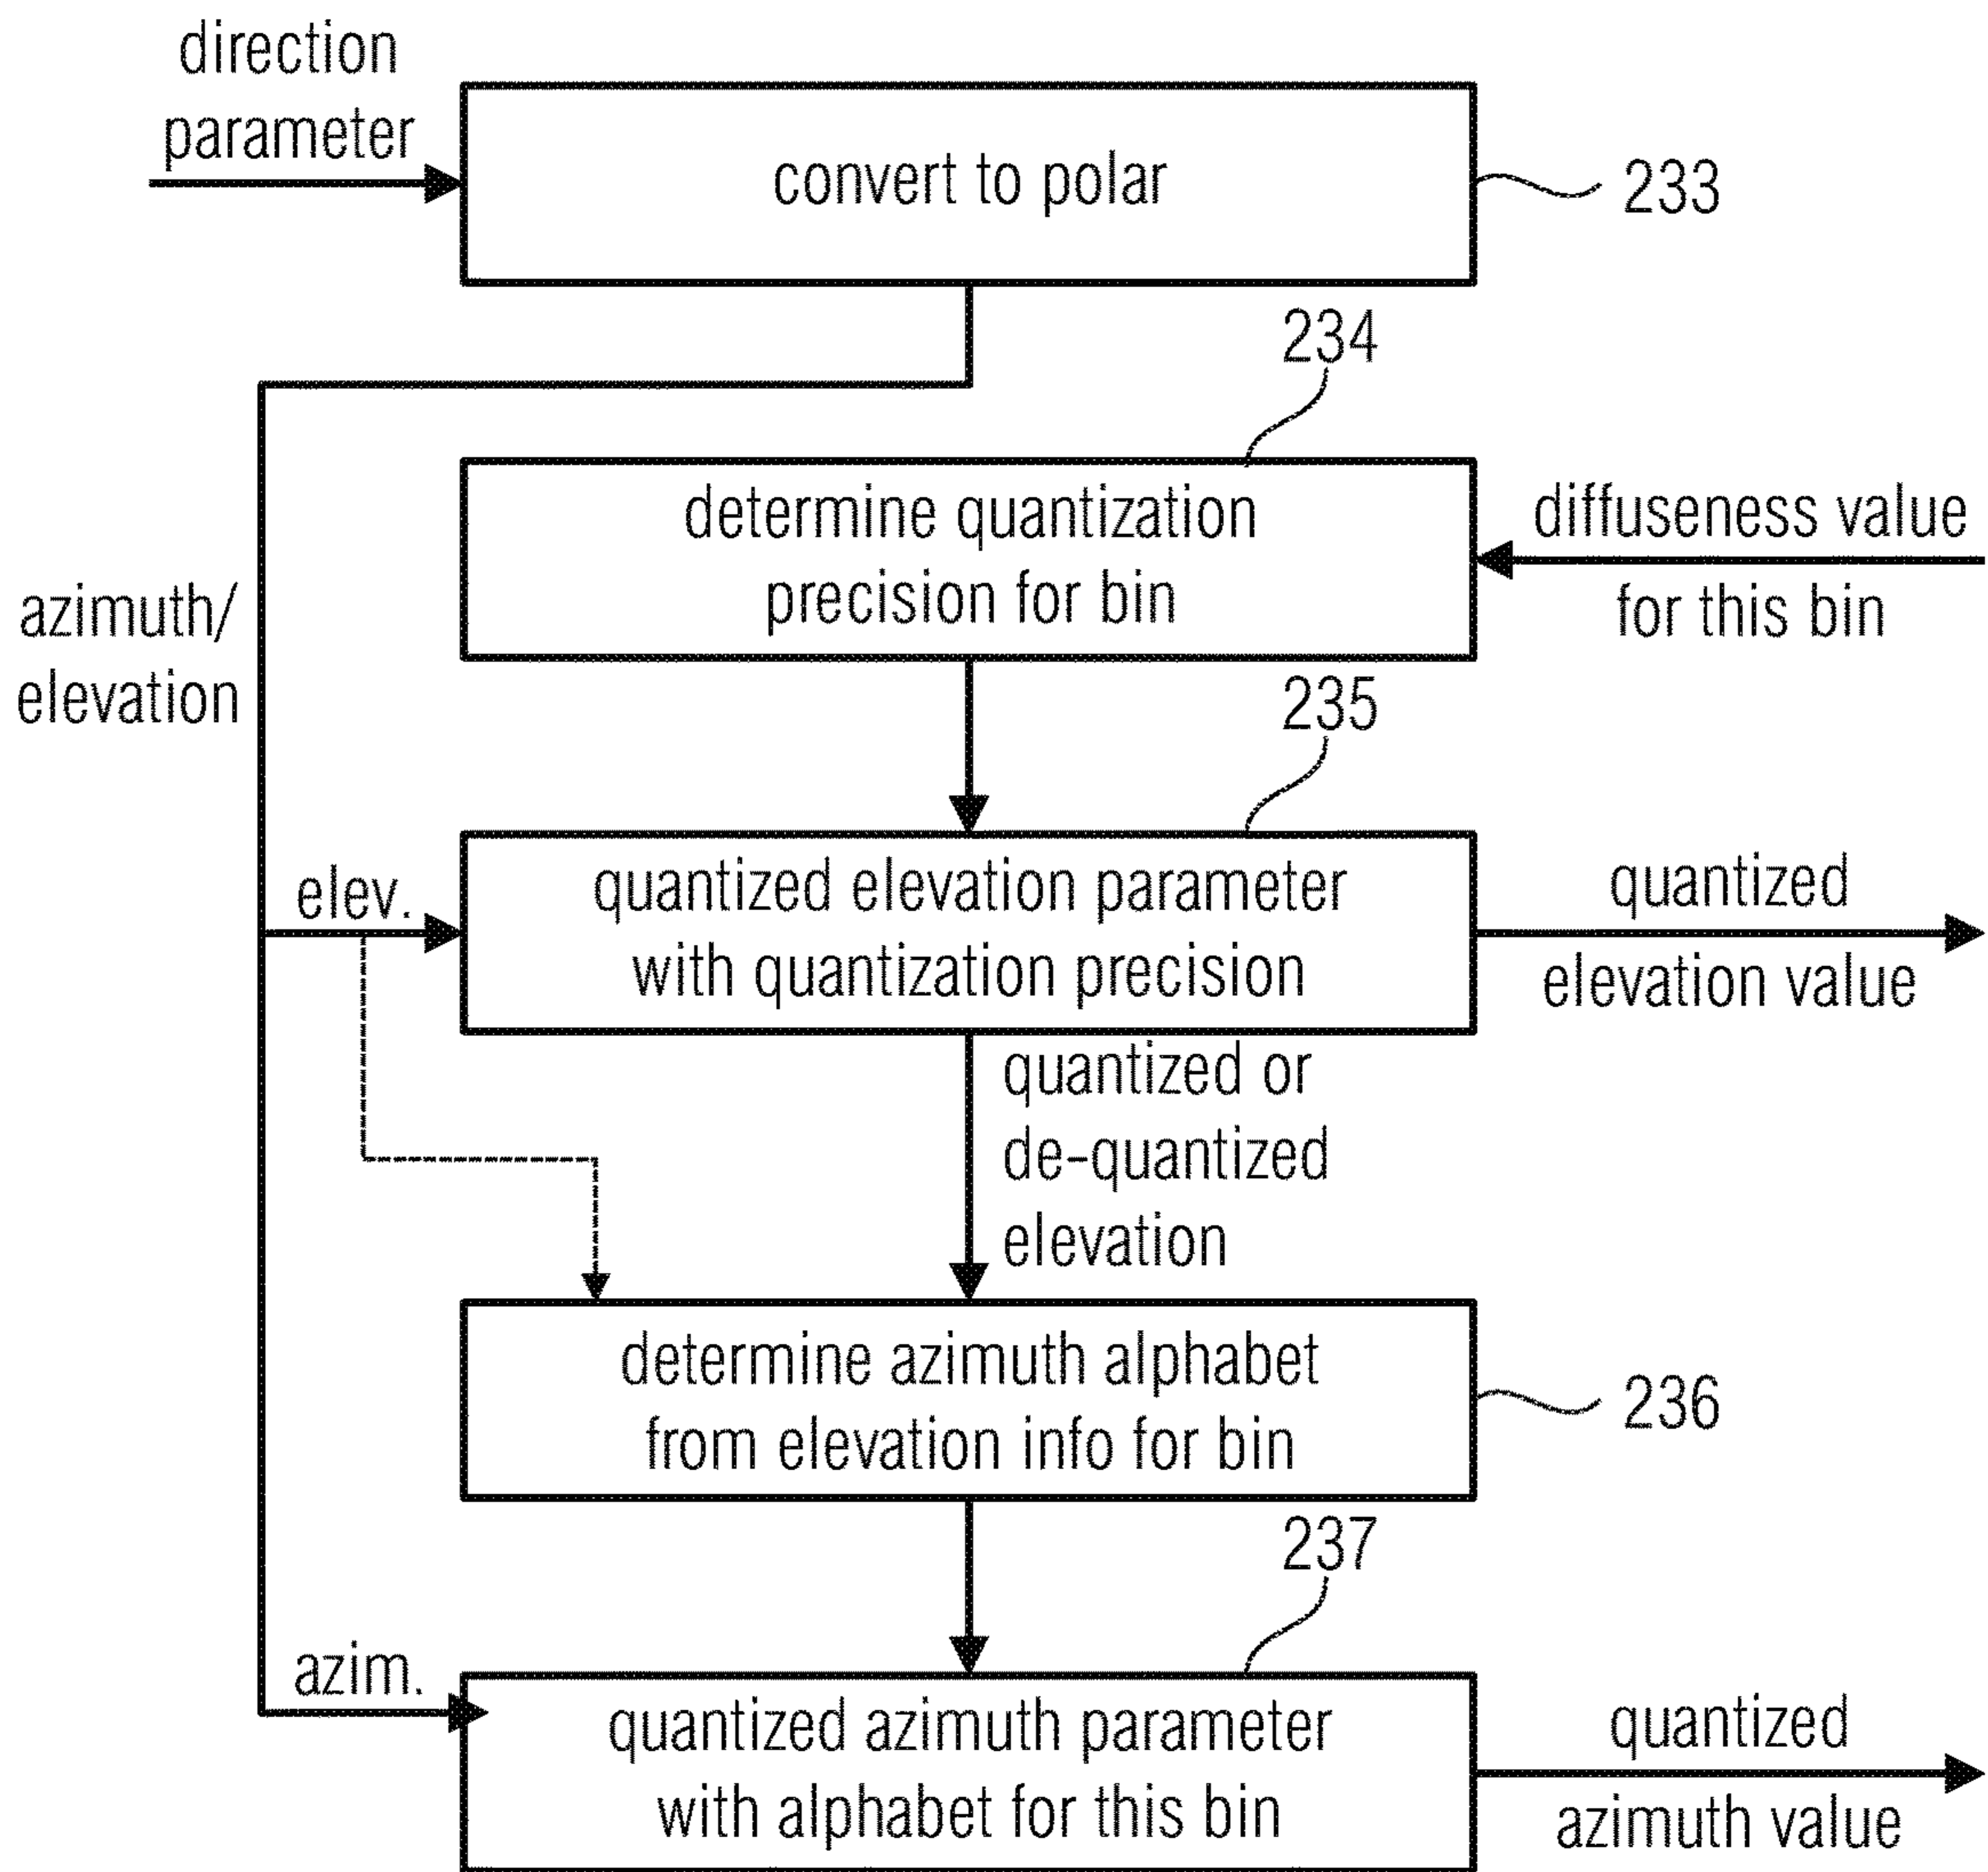 direction
parameter
convert to polar
233
234
determine quantization
precision for bin
diffuseness value
for this bin
azimuth/
elevation
235
elev.
quantized elevation parameter
with quantization precision
quantized
elevation value
quantized or
de-quantized
elevation
determine azimuth alphabet
from elevation info for bin
236
237
azim.
quantized azimuth parameter
with alphabet for this bin
quantized
azimuth value